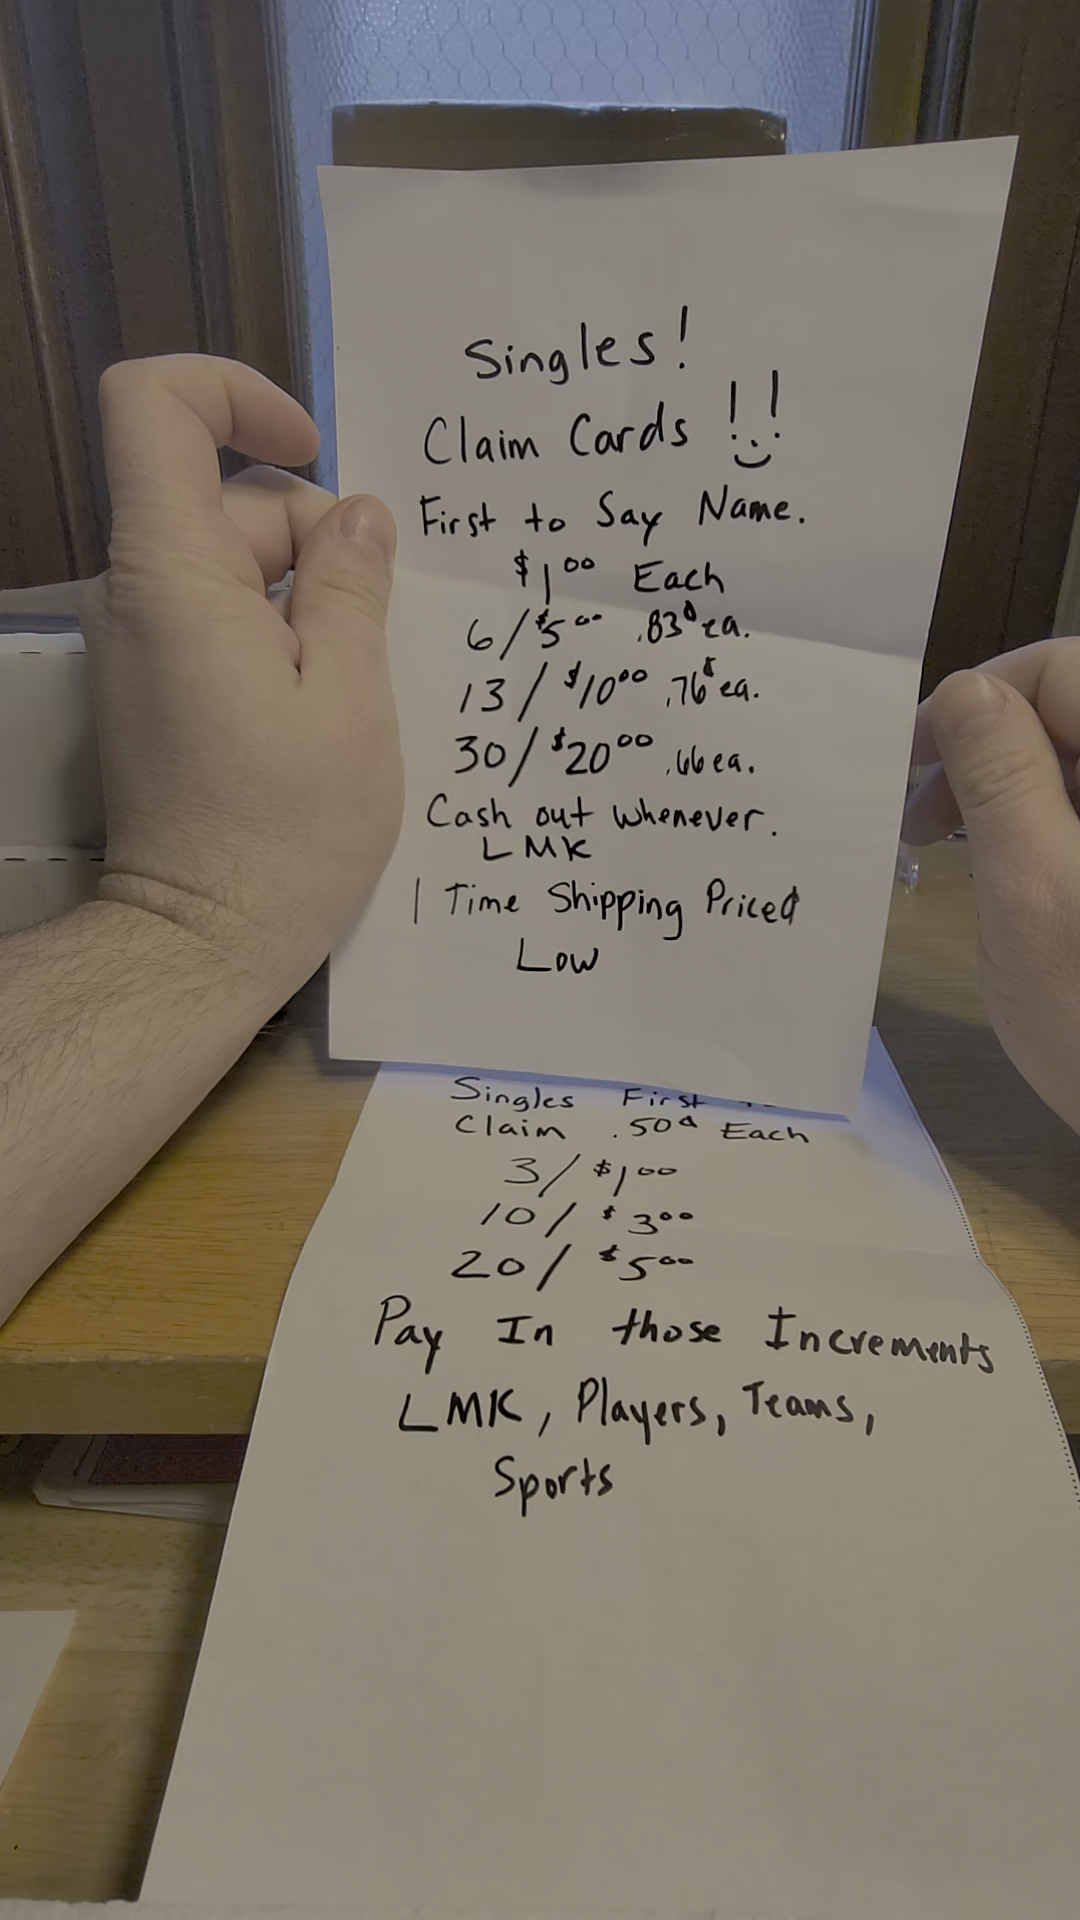 Singles!
Claim Cards !!
First to Say Name.
$1.00 Each
6/$5.00 .83¢ ea.
13/$10.00 .76¢ ea.
30/$20.00 .66 ea.
Cash out whenever.
LMK
1 Time Shipping Priced
Low
Singles First
Claim .50¢ Each
3/$1.00
10/$3.00
20/$5.00
Pay In those Increments
LMK, Players, Teams,
Sports